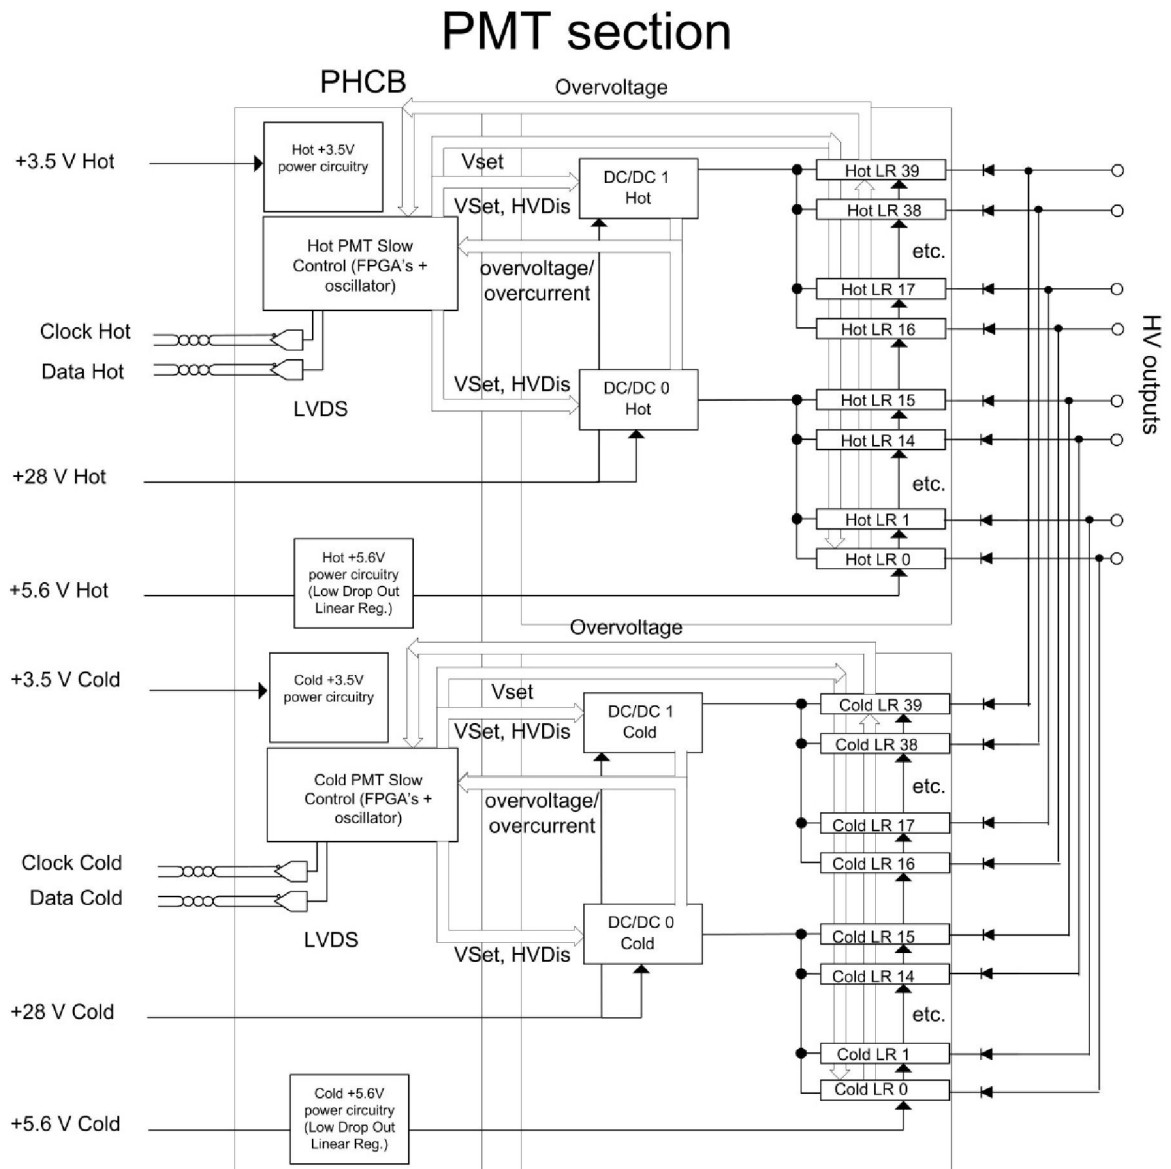 PMT section
PHCB
Overvoltage
+3.5 V Hot
Hot +3.5V
power circuitry
Vset
VSet, HVDis
DC/DC 1
Hot
Hot LR 39
Hot LR 38
etc.
Hot PMT Slow
Control (FPGA's +
oscillator)
overvoltage/
overcurrent
Hot LR 17
Hot LR 16
Clock Hot
Data Hot
LVDS
VSet, HVDis
DC/DC 0
Hot
Hot LR 15
Hot LR 14
HV outputs
+28 V Hot
etc.
Hot LR 1
Hot LR 0
+5.6 V Hot
Hot +5.6V
power circuitry
(Low Drop Out
Linear Reg.)
Overvoltage
+3.5 V Cold
Cold +3.5V
power circuitry
Vset
VSet, HVDis
DC/DC 1
Cold
Cold LR 39
Cold LR 38
etc.
Cold PMT Slow
Control (FPGA's +
oscillator)
overvoltage/
overcurrent
Cold LR 17
Cold LR 16
Clock Cold
Data Cold
LVDS
VSet, HVDis
DC/DC 0
Cold
Cold LR 15
Cold LR 14
+28 V Cold
etc.
Cold LR 1
Cold LR 0
+5.6 V Cold
Cold +5.6V
power circuitry
(Low Drop Out
Linear Reg.)